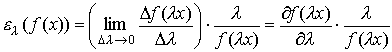 ε_λ(f(x)) = ( lim_{Δλ→0} Δf(λx)/Δλ ) · λ/f(λx) = ∂f(λx)/∂λ · λ/f(λx)